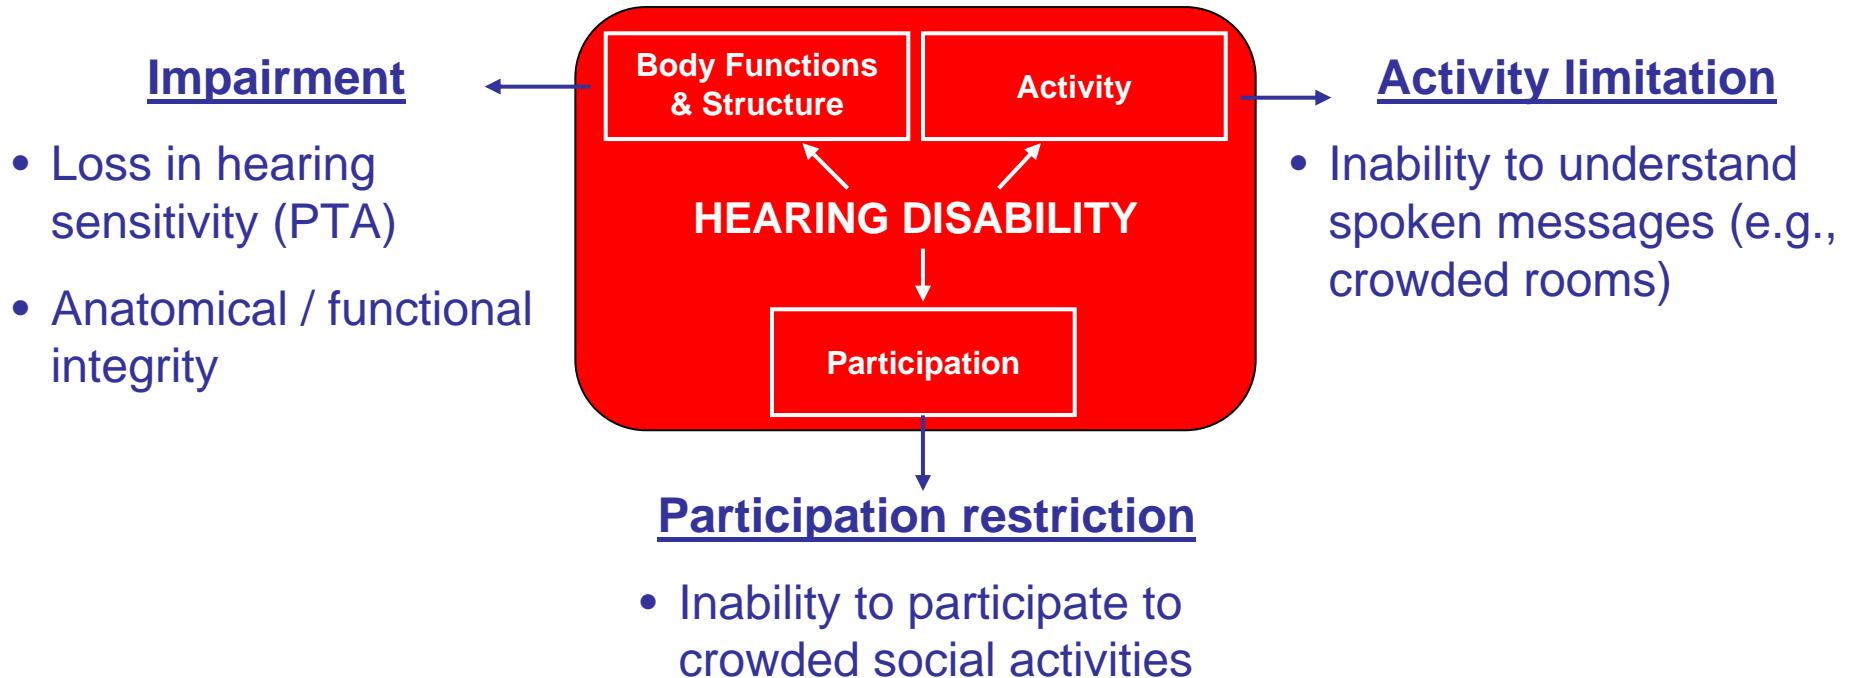 Impairment
• Loss in hearing
sensitivity (PTA)
• Anatomical / functional
integrity
Body Functions
& Structure
Activity
HEARING DISABILITY
Participation
Activity limitation
• Inability to understand
spoken messages (e.g.,
crowded rooms)
Participation restriction
• Inability to participate to
crowded social activities